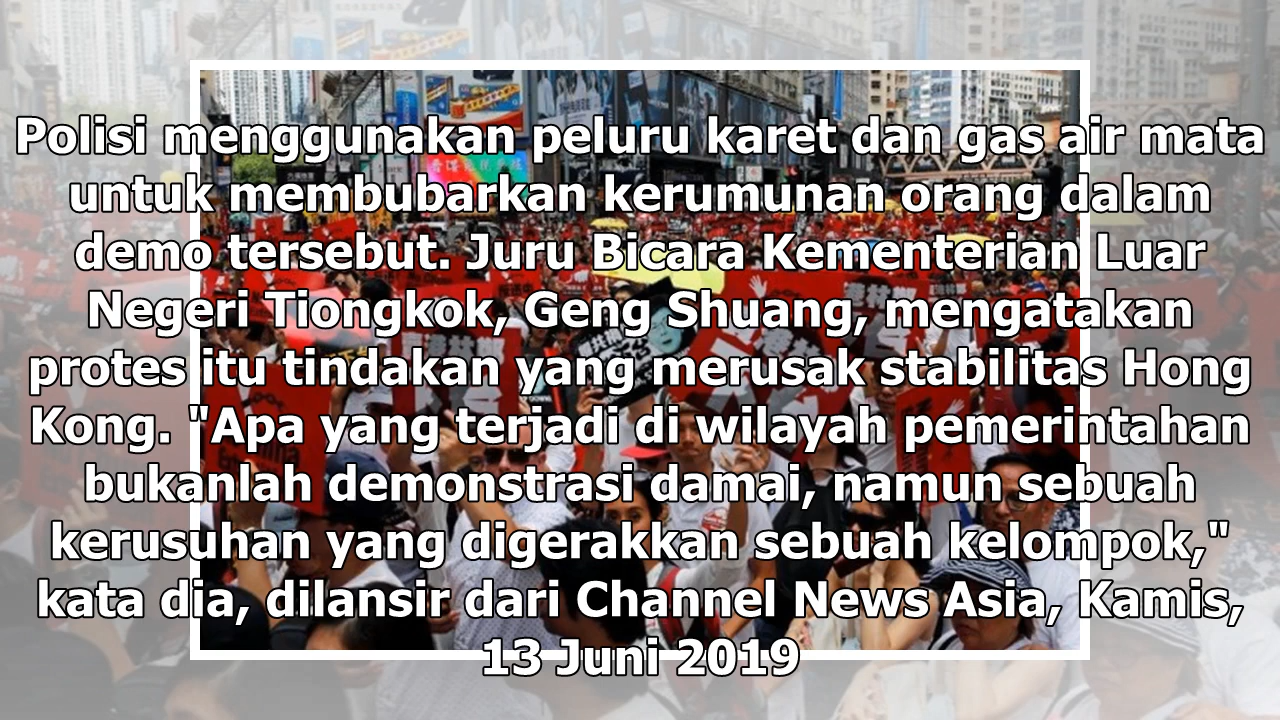 Polisi menggunakan peluru karet dan gas air mata
untuk membubarkan kerumunan orang dalam
demo tersebut. Juru Bicara Kementerian Luar
Negeri Tiongkok, Geng Shuang, mengatakan
protes itu tindakan yang merusak stabilitas Hong
Kong. "Apa yang terjadi di wilayah pemerintahan
bukanlah demonstrasi damai, namun sebuah
kerusuhan yang digerakkan sebuah kelompok,"
kata dia, dilansir dari Channel News Asia, Kamis,
13 Juni 2019